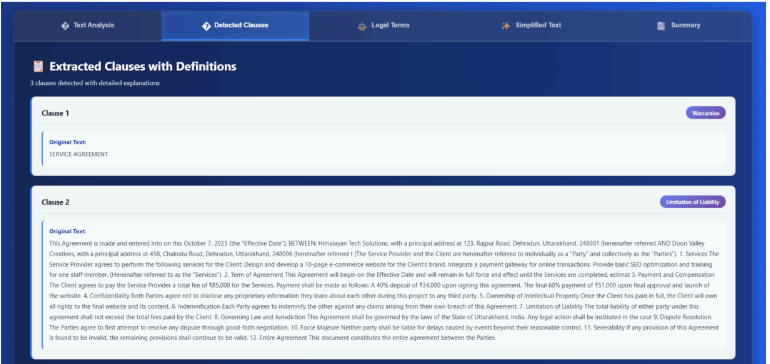 Text Analysis
Detected Clauses
Legal Terms
Simplified Text
Summary
Extracted Clauses with Definitions
3 clauses detected with detailed explanations
Clause 1
Warranties
Original Text:
SERVICE AGREEMENT
Clause 2
Limitation of Liability
Original Text:
This Agreement is made and entered into on this October 7, 2025 (the "Effective Date"), BETWEEN: Himalayan Tech Solutions, with a principal address at 123, Rajpur Road, Dehradun, Uttarakhand, 248001 (hereinafter referred AND Doon Valley
Creatives, with a principal address at 458, Chakrota Road, Dehradun, Uttarakhand, 248006 (hereinafter referred t (The Service Provider and the Client are hereinafter referred to individually as a "Party" and collectively as the "Parties"). 1. Services The
Service Provider agrees to perform the following services for the Client: Design and develop a 10-page e-commerce website for the Client's brand. Integrate a payment gateway for online transactions. Provide basic SEO optimization and training
for one staff member. (Hereinafter referred to as the "Services"). 2. Term of Agreement This Agreement will begin on the Effective Date and will remain in full force and effect until the Services are completed, estimat 3. Payment and Compensation
The Client agrees to pay the Service Provider a total fee of ₹85,000 for the Services. Payment shall be made as follows: A 40% deposit of ₹34,000 upon signing this agreement. The final 60% payment of ₹51,000 upon final approval and launch of
the website. 4. Confidentiality Both Parties agree not to disclose any proprietary information they learn about each other during this project to any third party. 5. Ownership of Intellectual Property Once the Client has paid in full, the Client will own
all rights to the final website and its content. 6. Indemnification Each Party agrees to indemnify the other against any claims arising from their own breach of this Agreement. 7. Limitation of Liability The total liability of either party under this
agreement shall not exceed the total fees paid by the Client. 8. Governing Law and Jurisdiction This Agreement shall be governed by the laws of the State of Uttarakhand, India. Any legal action shall be instituted in the cour 9. Dispute Resolution
The Parties agree to first attempt to resolve any dispute through good-faith negotiation. 10. Force Majeure Neither party shall be liable for delays caused by events beyond their reasonable control. 11. Severability If any provision of this Agreement
is found to be invalid, the remaining provisions shall continue to be valid. 12. Entire Agreement This document constitutes the entire agreement between the Parties.